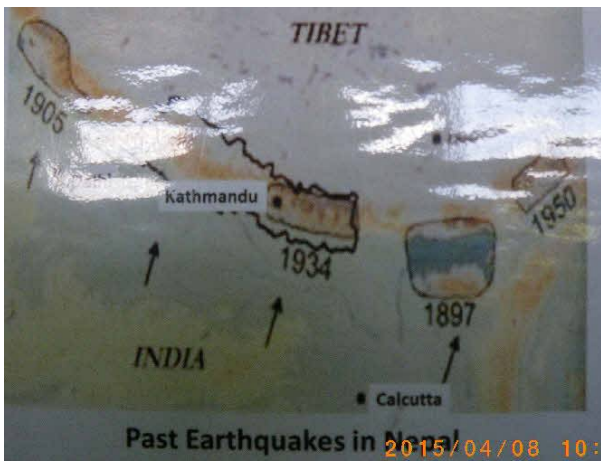 TIBET
1905
Kathmandu
1950
1934
1897
INDIA
Calcutta
Past Earthquakes in Nepal
2015/04/08 10: